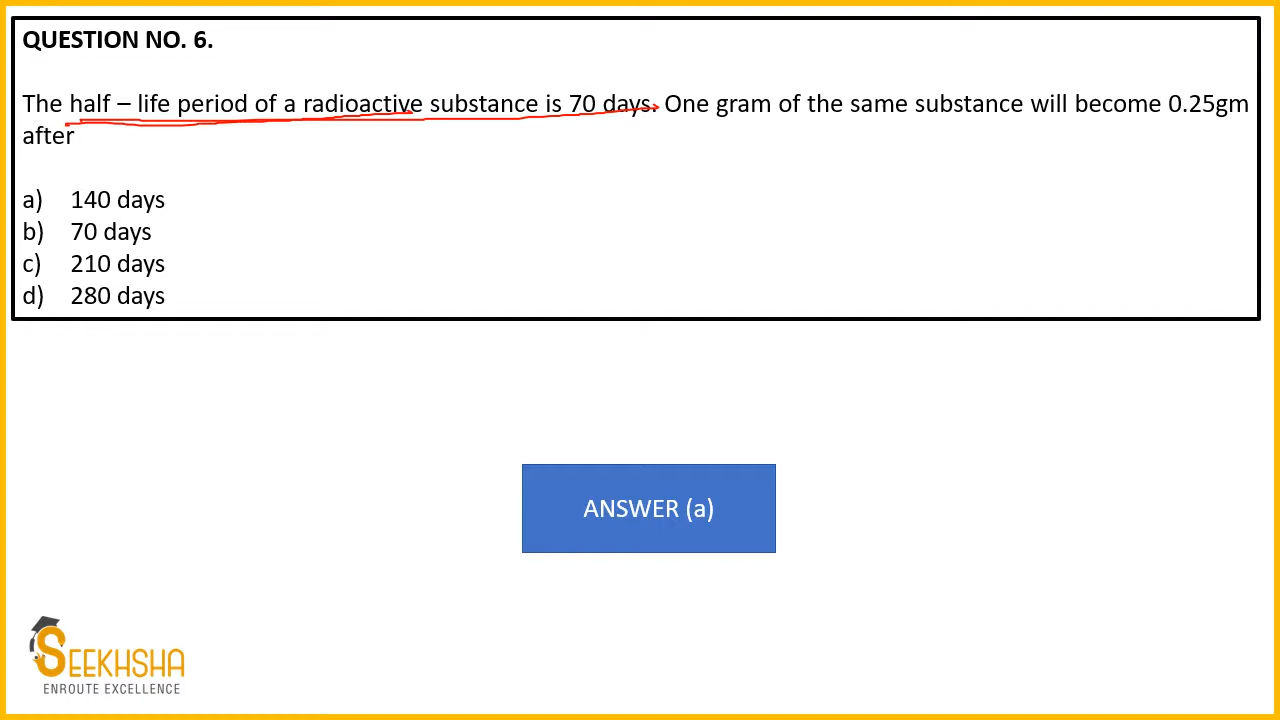 QUESTION NO. 6.
The half – life period of a radioactive substance is 70 days. One gram of the same substance will become 0.25gm
after
a) 140 days
b) 70 days
c) 210 days
d) 280 days
ANSWER (a)
SEEKHSHA
ENROUTE EXCELLENCE